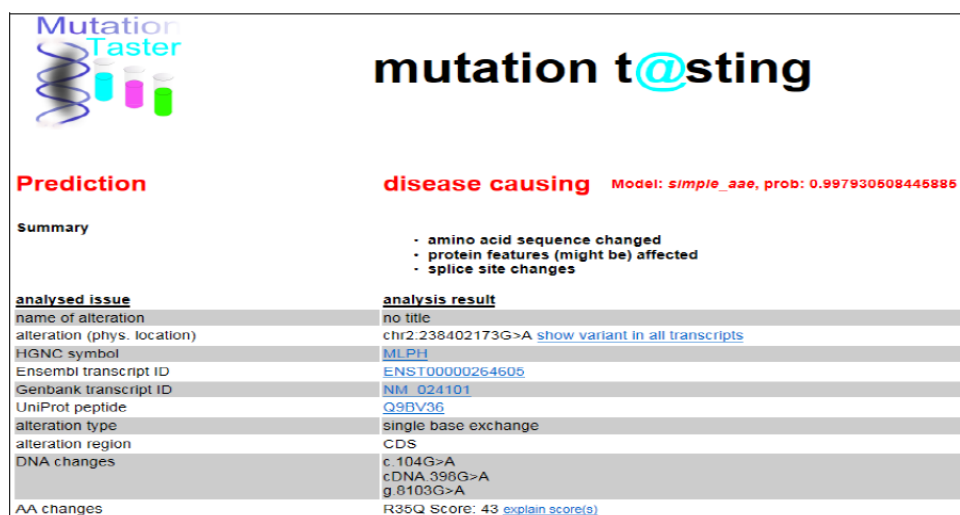 Mutation
Taster
mutation t@sting
Prediction disease causing Model: simple_aae, prob: 0.997930508445885
Summary
· amino acid sequence changed
· protein features (might be) affected
· splice site changes
analysed issue analysis result
name of alteration no title
alteration (phys. location) chr2:238402173G>A show variant in all transcripts
HGNC symbol MLPH
Ensembl transcript ID ENST00000264605
Genbank transcript ID NM_024101
UniProt peptide Q9BV36
alteration type single base exchange
alteration region CDS
DNA changes c.104G>A
cDNA.398G>A
g.8103G>A
AA changes R35Q Score: 43 explain score(s)